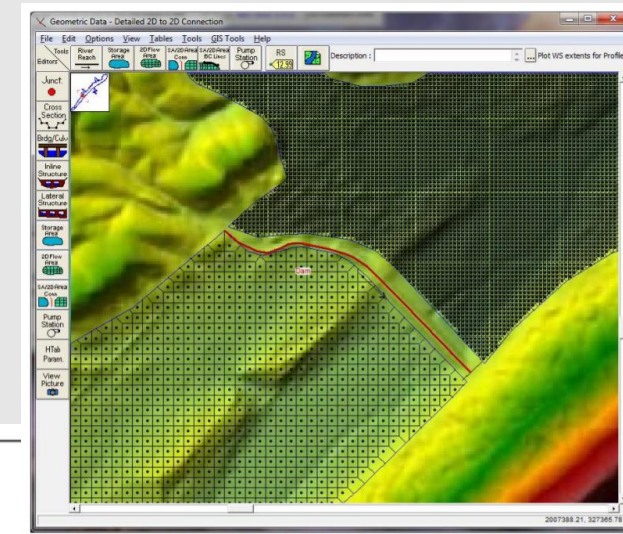 Geometric Data - Detailed 2D to 2D Connection
File Edit Options View Tables Tools GIS Tools Help
Tools
Editors
River Reach
Storage Area
2D Flow Area
SA/2D Area Conn
SA/2D Area BC Lines
Pump Station
RS
Description :
...
Plot WS extents for Profile
Junct.
Cross Section
Brdg/Culv
Inline Structure
Lateral Structure
Storage Area
2D Flow Area
SA/2D Area Conn
Pump Station
HTab Param.
View Picture
Dam
2007388.21, 327366.78